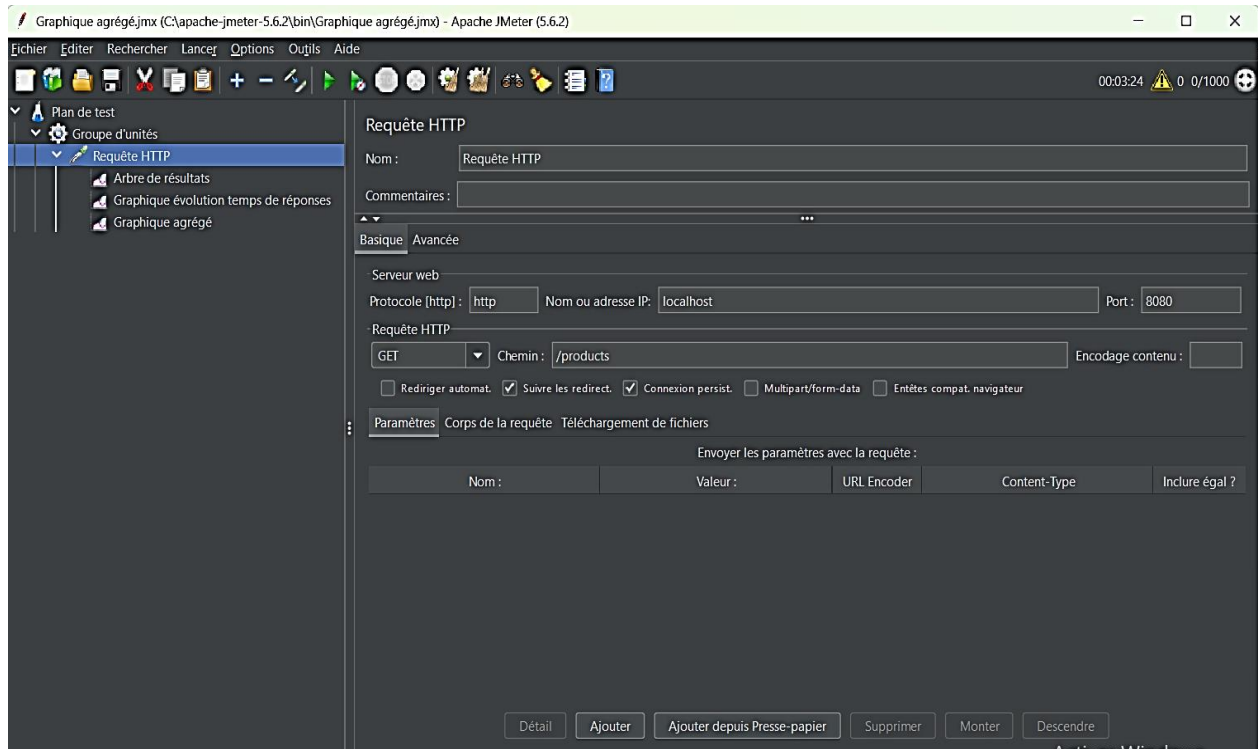 Graphique agrégé.jmx (C:\apache-jmeter-5.6.2\bin\Graphique agrégé.jmx) - Apache JMeter (5.6.2)
Fichier Editer Rechercher Lancer Options Outils Aide
00:03:24 0 0/1000
Plan de test
Groupe d'unités
Requête HTTP
Arbre de résultats
Graphique évolution temps de réponses
Graphique agrégé
Requête HTTP
Nom : Requête HTTP
Commentaires :
Basique Avancée
Serveur web
Protocole [http] : http Nom ou adresse IP: localhost Port : 8080
Requête HTTP
GET Chemin : /products Encodage contenu :
Rediriger automat. Suivre les redirect. Connexion persist. Multipart/form-data Entêtes compat. navigateur
Paramètres Corps de la requête Téléchargement de fichiers
Envoyer les paramètres avec la requête :
Nom : Valeur : URL Encoder Content-Type Inclure égal ?
Détail Ajouter Ajouter depuis Presse-papier Supprimer Monter Descendre